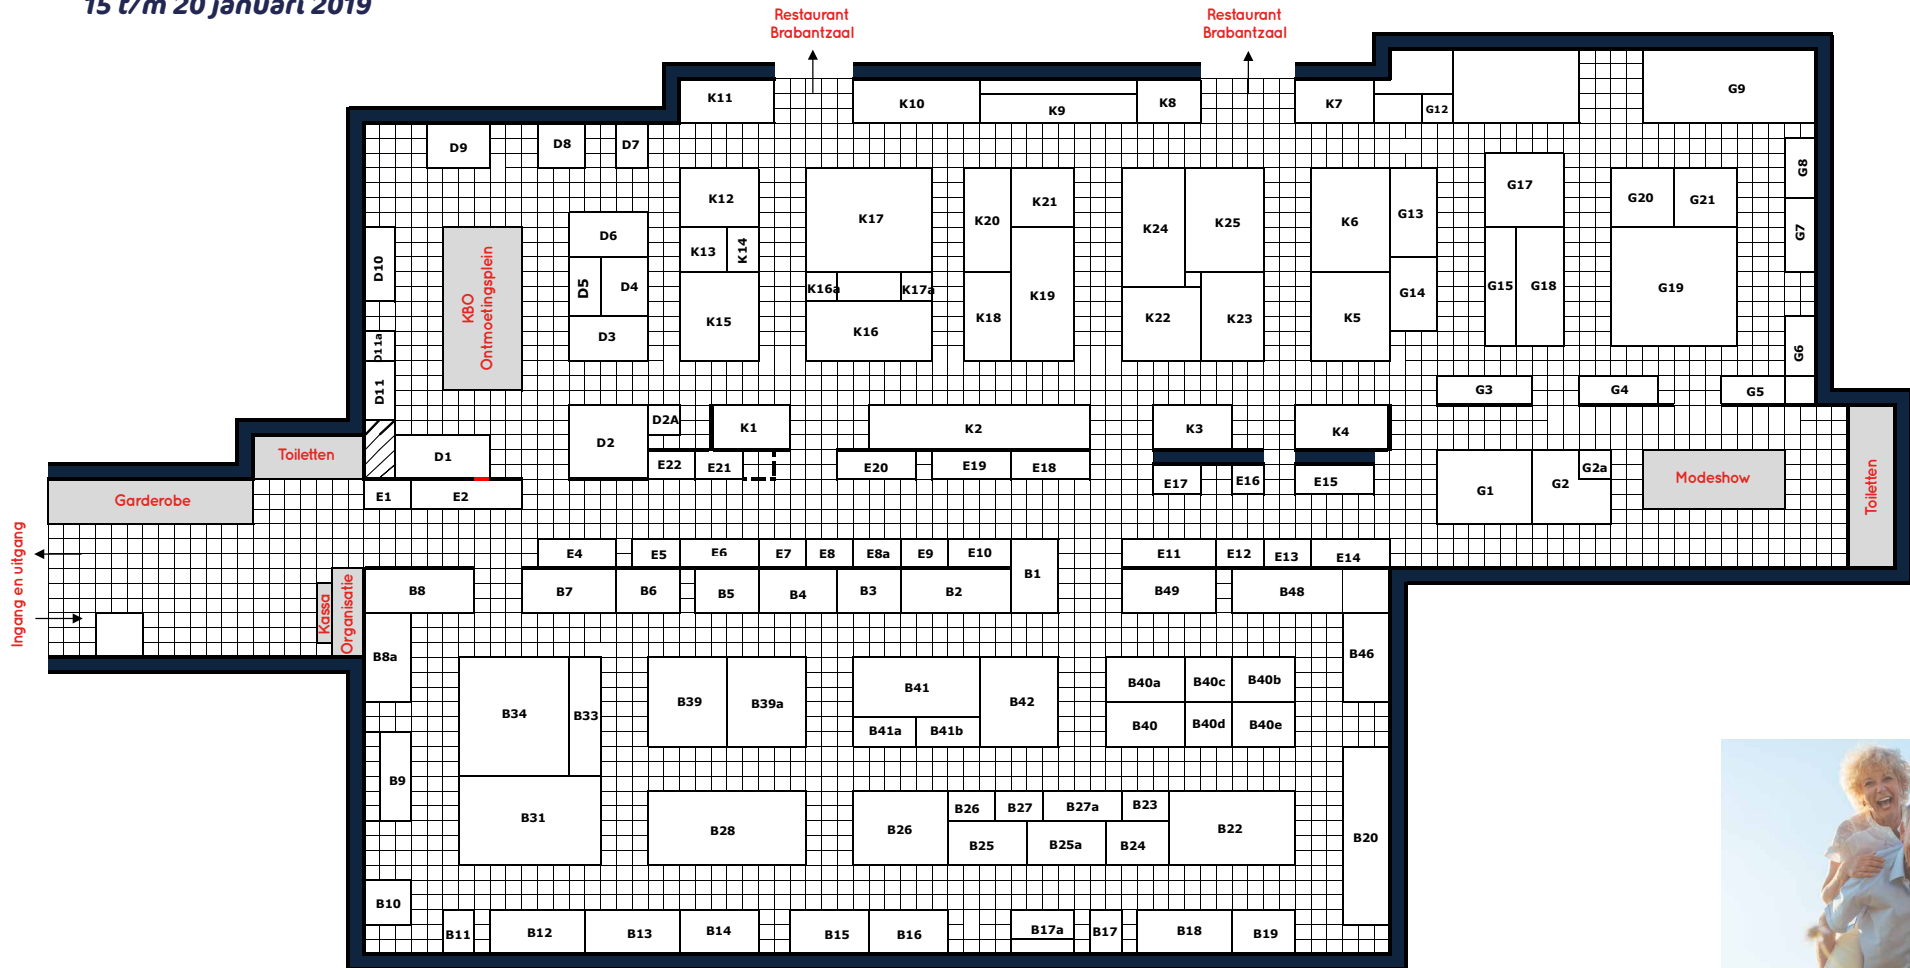 15 t/m 20 januari 2019
Restaurant
Brabantzaal
Restaurant
Brabantzaal
K11
K10
K9
K8
K7
G12
G9
D9
D8
D7
G8
K12
K17
K20
K21
K24
K25
K6
G13
G17
G20
G21
G7
D6
K13
K14
D10
KBO
Ontmoetingsplein
D5
D4
K16a
K17a
K19
G14
G15
G18
G19
D3
K15
K16
K18
K22
K23
K5
D11a
G6
D11
G3
G4
G5
D2A
D2
K1
K2
K3
K4
Toiletten
D1
E22
E21
E20
E19
E18
E17
E16
E15
G1
G2
G2a
Modeshow
Toiletten
Garderobe
E1
E2
Ingang en uitgang
E4
E5
E6
E7
E8
E8a
E9
E10
B1
E11
E12
E13
E14
Kassa
Organisatie
B8
B7
B6
B5
B4
B3
B2
B49
B48
B8a
B46
B34
B33
B39
B39a
B41
B42
B40a
B40c
B40b
B41a
B41b
B40
B40d
B40e
B9
B31
B28
B26
B26
B27
B27a
B23
B22
B25
B25a
B24
B20
B10
B11
B12
B13
B14
B15
B16
B17a
B17
B18
B19